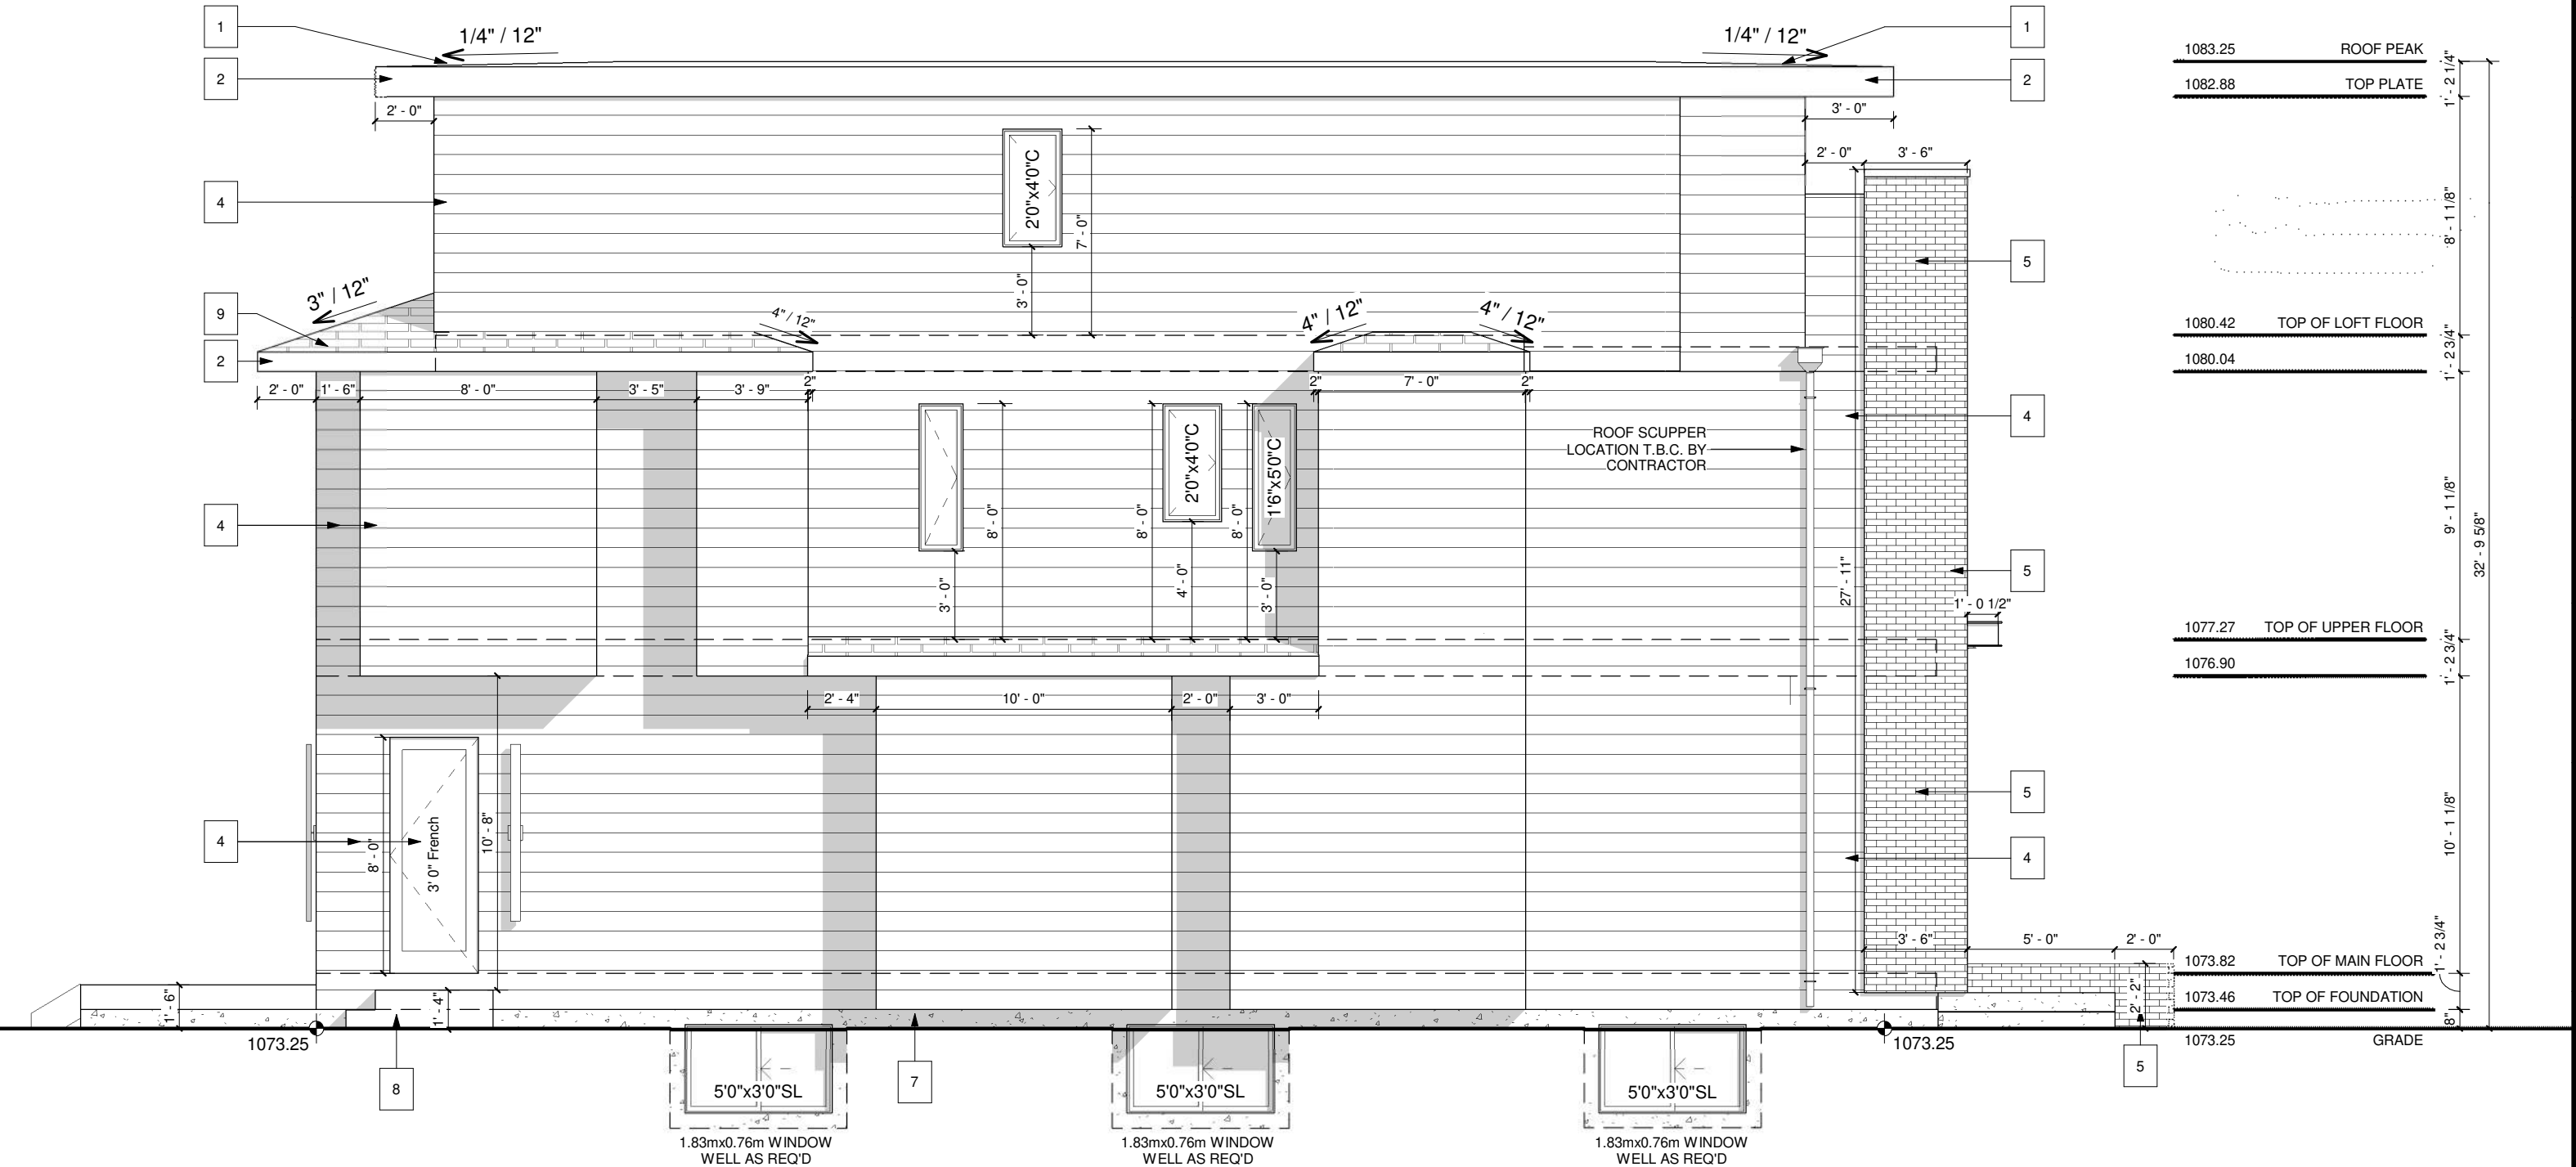 1
1/4" / 12"
1/4" / 12"
1
2
2
1083.25 ROOF PEAK
1' - 2 1/4"
1082.88 TOP PLATE
2' - 0"
3' - 0"
2' - 0"
3' - 6"
2'0"x4'0"C
7' - 0"
3' - 0"
4
8' - 1 1/8"
5
3" / 12"
9
4" / 12"
4" / 12"
4" / 12"
1080.42 TOP OF LOFT FLOOR
1' - 2 3/4"
2
1080.04
2' - 0"
1' - 6"
8' - 0"
3' - 5"
3' - 9"
2"
2"
7' - 0"
2"
4
ROOF SCUPPER
LOCATION T.B.C. BY
CONTRACTOR
2'0"x4'0"C
1'6"x5'0"C
8' - 0"
8' - 0"
8' - 0"
4
9' - 1 1/8"
32' - 9 5/8"
3' - 0"
4' - 0"
3' - 0"
27' - 11"
5
1' - 0 1/2"
1077.27 TOP OF UPPER FLOOR
1' - 2 3/4"
1076.90
2' - 4"
10' - 0"
2' - 0"
3' - 0"
5
4
8' - 0"
3' 0" French
10' - 8"
10' - 1 1/8"
4
3' - 6"
5' - 0"
2' - 0"
1' - 2 3/4"
1073.82 TOP OF MAIN FLOOR
1' - 6"
1' - 4"
2' - 2"
1073.46 TOP OF FOUNDATION
8"
1073.25
1073.25
1073.25 GRADE
8
7
5
5'0"x3'0"SL
5'0"x3'0"SL
5'0"x3'0"SL
1.83mx0.76m WINDOW
WELL AS REQ'D
1.83mx0.76m WINDOW
WELL AS REQ'D
1.83mx0.76m WINDOW
WELL AS REQ'D